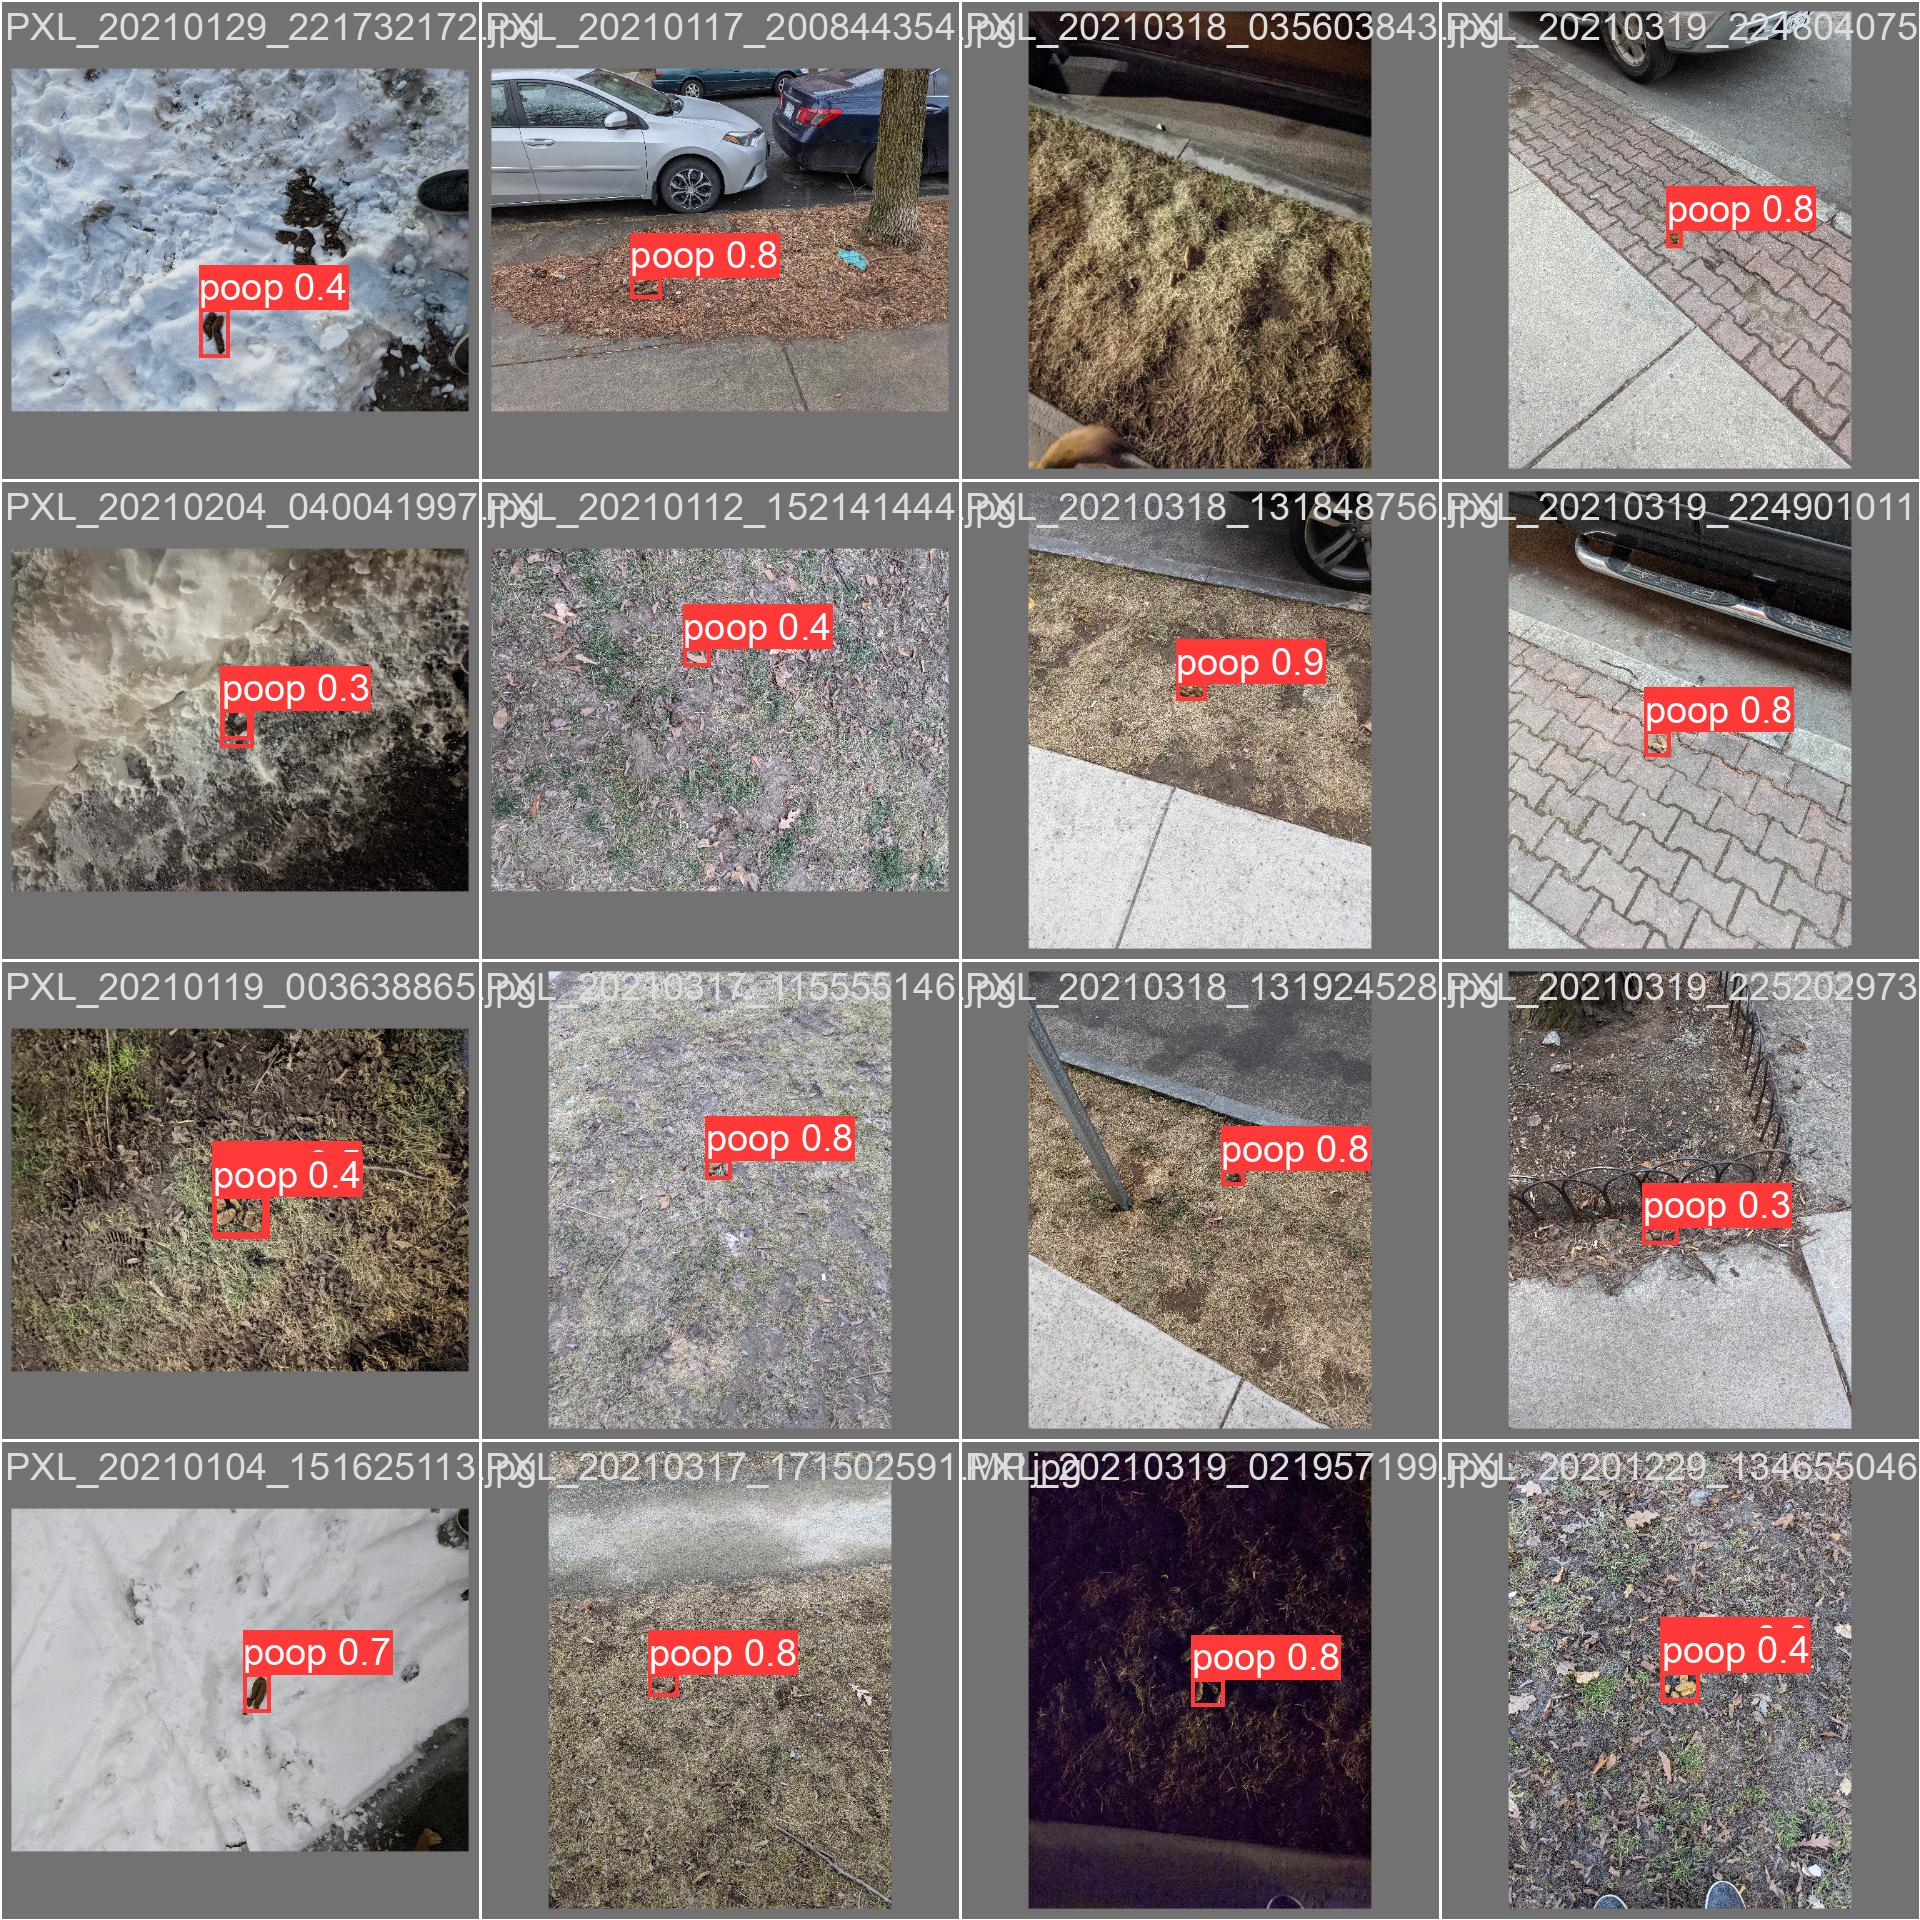 PXL_20210129_221732172.jpg
PXL_20210117_200844354.jpg
PXL_20210318_035603843.jpg
PXL_20210319_224804075
poop 0.4
poop 0.8
poop 0.8
PXL_20210204_040041997.jpg
PXL_20210112_152141444.jpg
PXL_20210318_131848756.jpg
PXL_20210319_224901011
poop 0.3
poop 0.4
poop 0.9
poop 0.8
PXL_20210119_003638865.jpg
PXL_20210317_115555146.jpg
PXL_20210318_131924528.jpg
PXL_20210319_225202973
poop 0.4
poop 0.8
poop 0.8
poop 0.3
PXL_20210104_151625113.jpg
PXL_20210317_171502591.MP.jpg
PXL_20210319_021957199.jpg
PXL_20201229_134655046
poop 0.7
poop 0.8
poop 0.8
poop 0.4